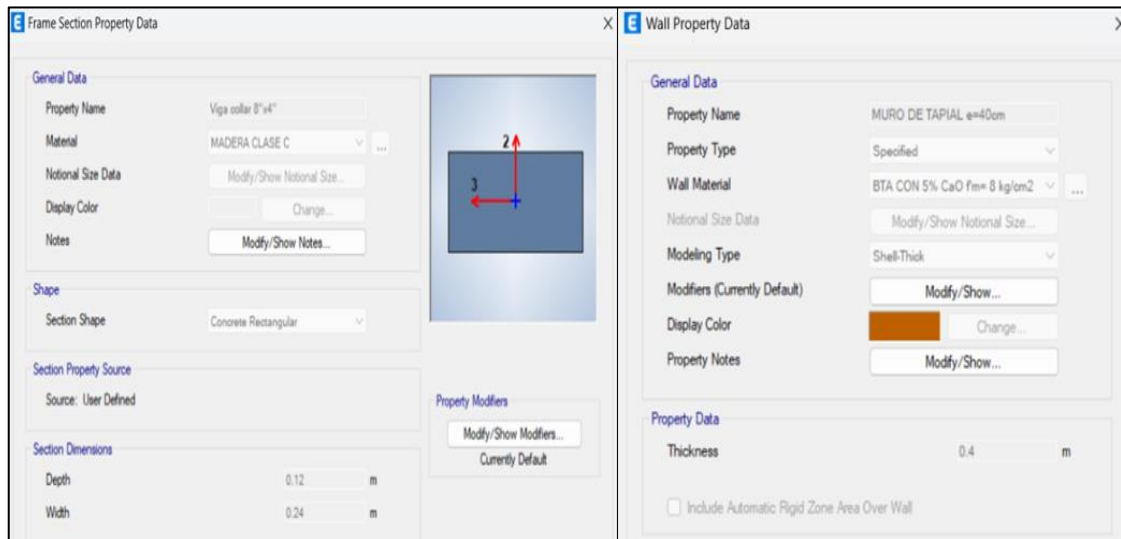 E Frame Section Property Data X
General Data
Property Name Viga collar 8"x4"
Material MADERA CLASE C ...
Notional Size Data Modify/Show Notional Size...
Display Color Change...
Notes Modify/Show Notes...
Shape
Section Shape Concrete Rectangular
Section Property Source
Source: User Defined
Section Dimensions
Depth 0.12 m
Width 0.24 m
2
3
Property Modifiers
Modify/Show Modifiers...
Currently Default
E Wall Property Data X
General Data
Property Name MURO DE TAPIAL e=40cm
Property Type Specified
Wall Material BTA CON 5% CaO f'm= 8 kg/cm2 ...
Notional Size Data Modify/Show Notional Size...
Modeling Type Shell-Thick
Modifiers (Currently Default) Modify/Show...
Display Color Change...
Property Notes Modify/Show...
Property Data
Thickness 0.4 m
Include Automatic Rigid Zone Area Over Wall